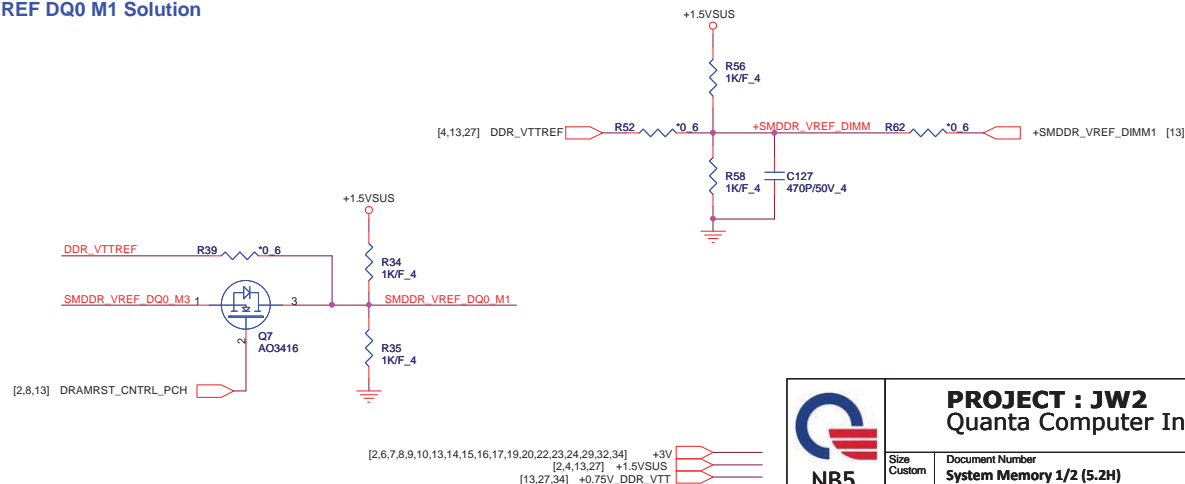 REF DQ0 M1 Solution
+1.5VSUS
R56
1K/F_4
[4,13,27] DDR_VTTREF R52 *0_6 +SMDDR_VREF_DIMM R62 *0_6 +SMDDR_VREF_DIMM1 [13]
R58
1K/F_4
C127
470P/50V_4
+1.5VSUS
DDR_VTTREF R39 *0_6
R34
1K/F_4
SMDDR_VREF_DQ0_M3 1 3 SMDDR_VREF_DQ0_M1
2
Q7
AO3416
R35
1K/F_4
[2,8,13] DRAMRST_CNTRL_PCH
[2,6,7,8,9,10,13,14,15,16,17,19,20,22,23,24,29,32,34] +3V
[2,4,13,27] +1.5VSUS
[13,27,34] +0.75V_DDR_VTT
PROJECT : JW2
Quanta Computer In
NB5
Size
Custom
Document Number
System Memory 1/2 (5.2H)